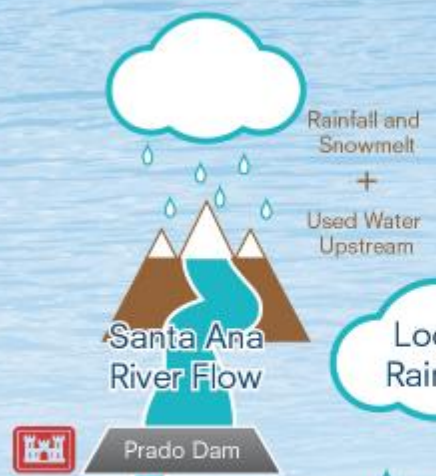 Rainfall and
Snowmelt
+
Used Water
Upstream
Santa Ana
River Flow
Prado Dam